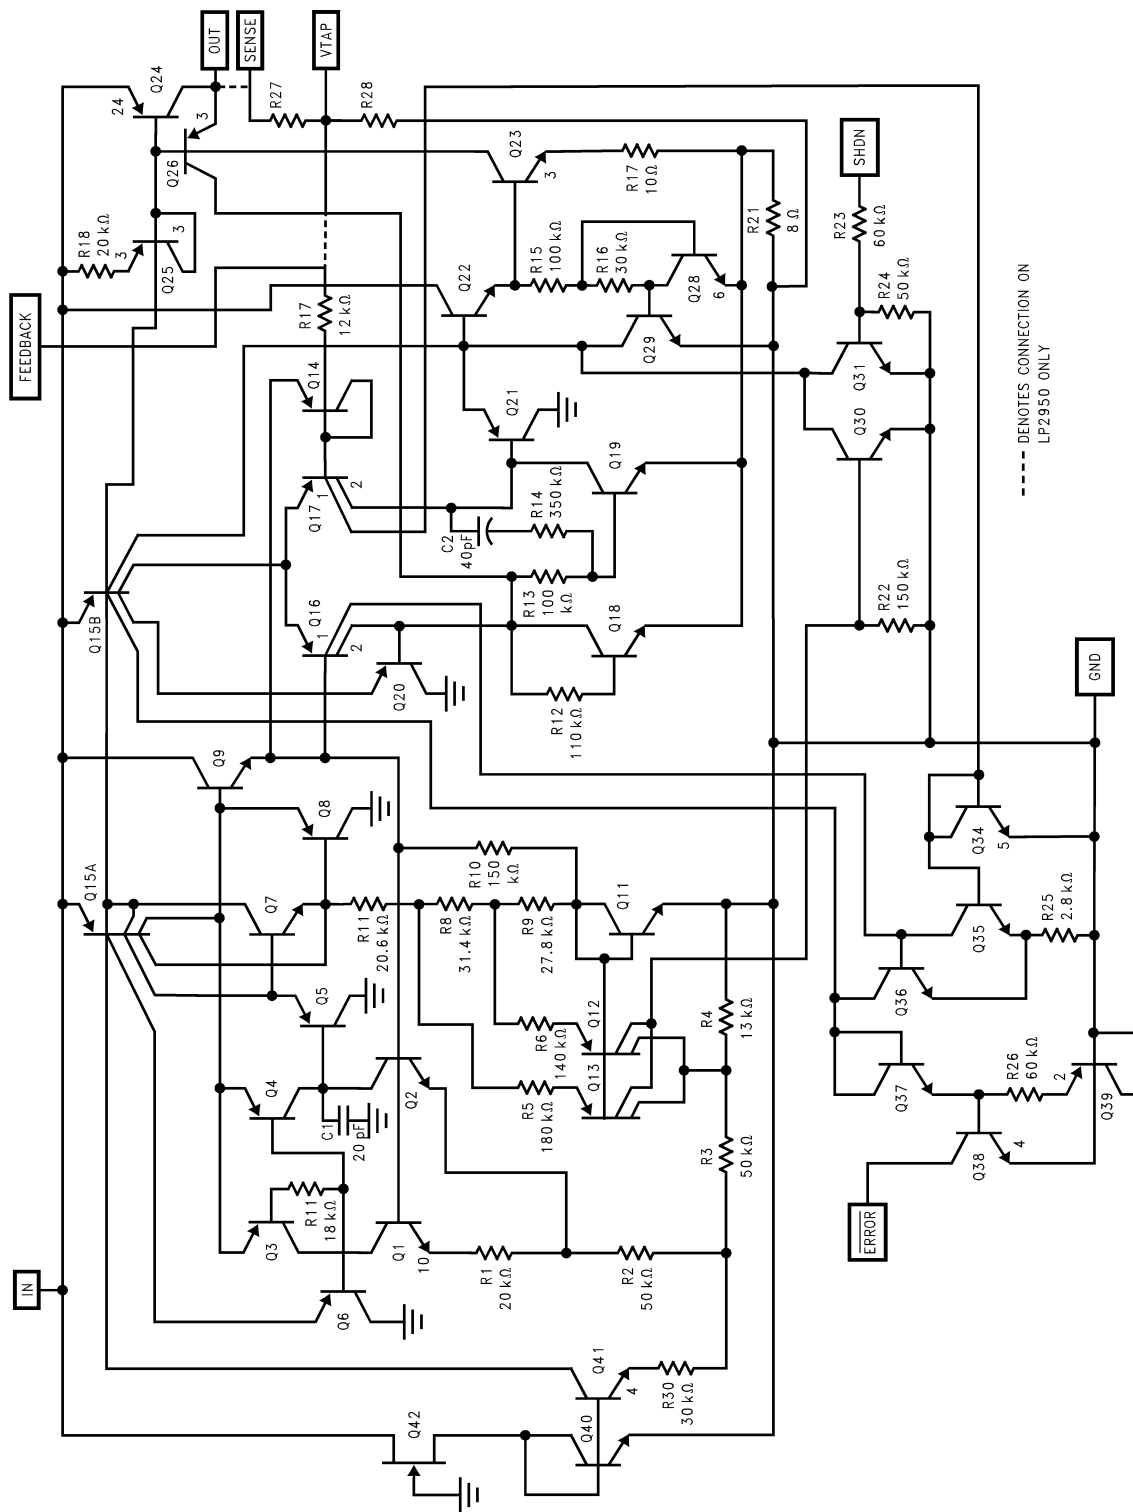 IN
FEEDBACK
OUT
SENSE
VTAP
Q42
Q40
Q41
4
R30
30 kΩ
Q6
Q3
R11
18 kΩ
Q1
10
R1
20 kΩ
R2
50 kΩ
Q4
C1
20 pF
Q2
Q5
R5
180 kΩ
R6
140 kΩ
Q13
Q12
R3
50 kΩ
R4
13 kΩ
Q15A
Q7
Q8
Q9
R11
20.6 kΩ
R8
31.4 kΩ
R9
27.8 kΩ
R10
150
kΩ
Q11
Q15B
Q16
1
2
Q20
R12
110 kΩ
R13
100
kΩ
Q18
Q17
1
2
C2
40pF
R14
350 kΩ
Q19
Q14
Q21
R17
12 kΩ
Q22
R15
100 kΩ
R16
30 kΩ
Q28
6
Q29
R18
20 kΩ
3
Q25
3
Q26
3
24
Q24
R27
R28
Q23
3
R17
10Ω
R21
8 Ω
SHDN
R23
60 kΩ
R24
50 kΩ
Q31
Q30
R22
150 kΩ
GND
Q34
5
Q35
R25
2.8 kΩ
Q36
Q37
R26
60 kΩ
2
Q39
Q38
4
ERROR
DENOTES CONNECTION ON
LP2950 ONLY